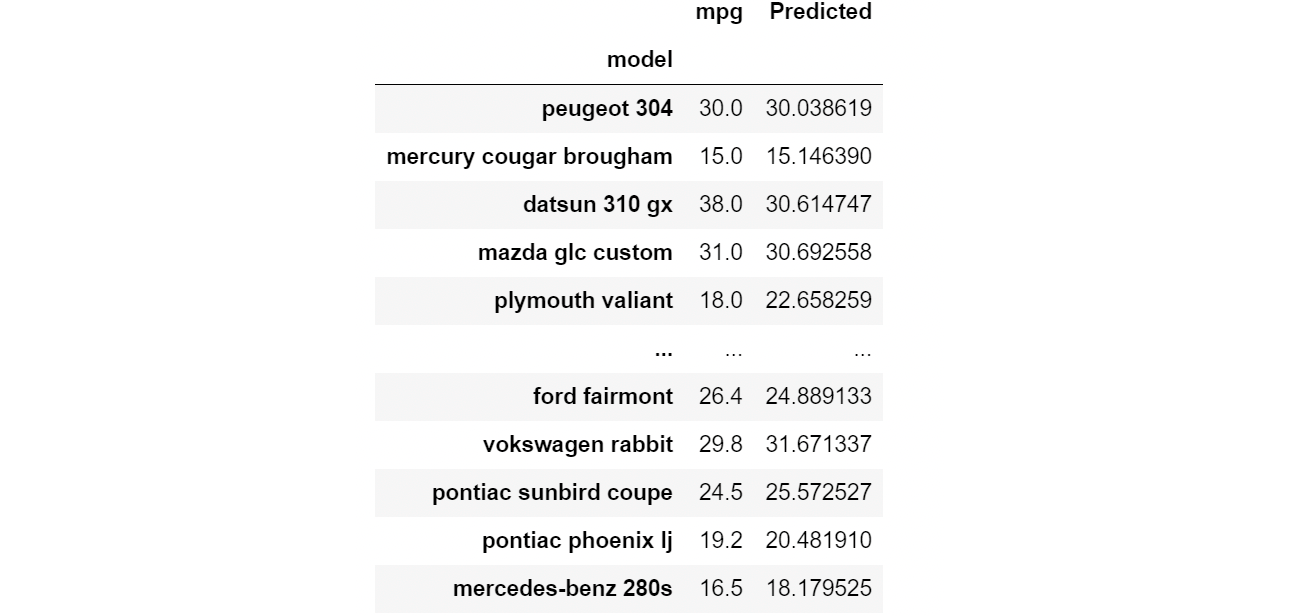 mpg Predicted
model
peugeot 304 30.0 30.038619
mercury cougar brougham 15.0 15.146390
datsun 310 gx 38.0 30.614747
mazda glc custom 31.0 30.692558
plymouth valiant 18.0 22.658259
... ... ...
ford fairmont 26.4 24.889133
vokswagen rabbit 29.8 31.671337
pontiac sunbird coupe 24.5 25.572527
pontiac phoenix lj 19.2 20.481910
mercedes-benz 280s 16.5 18.179525